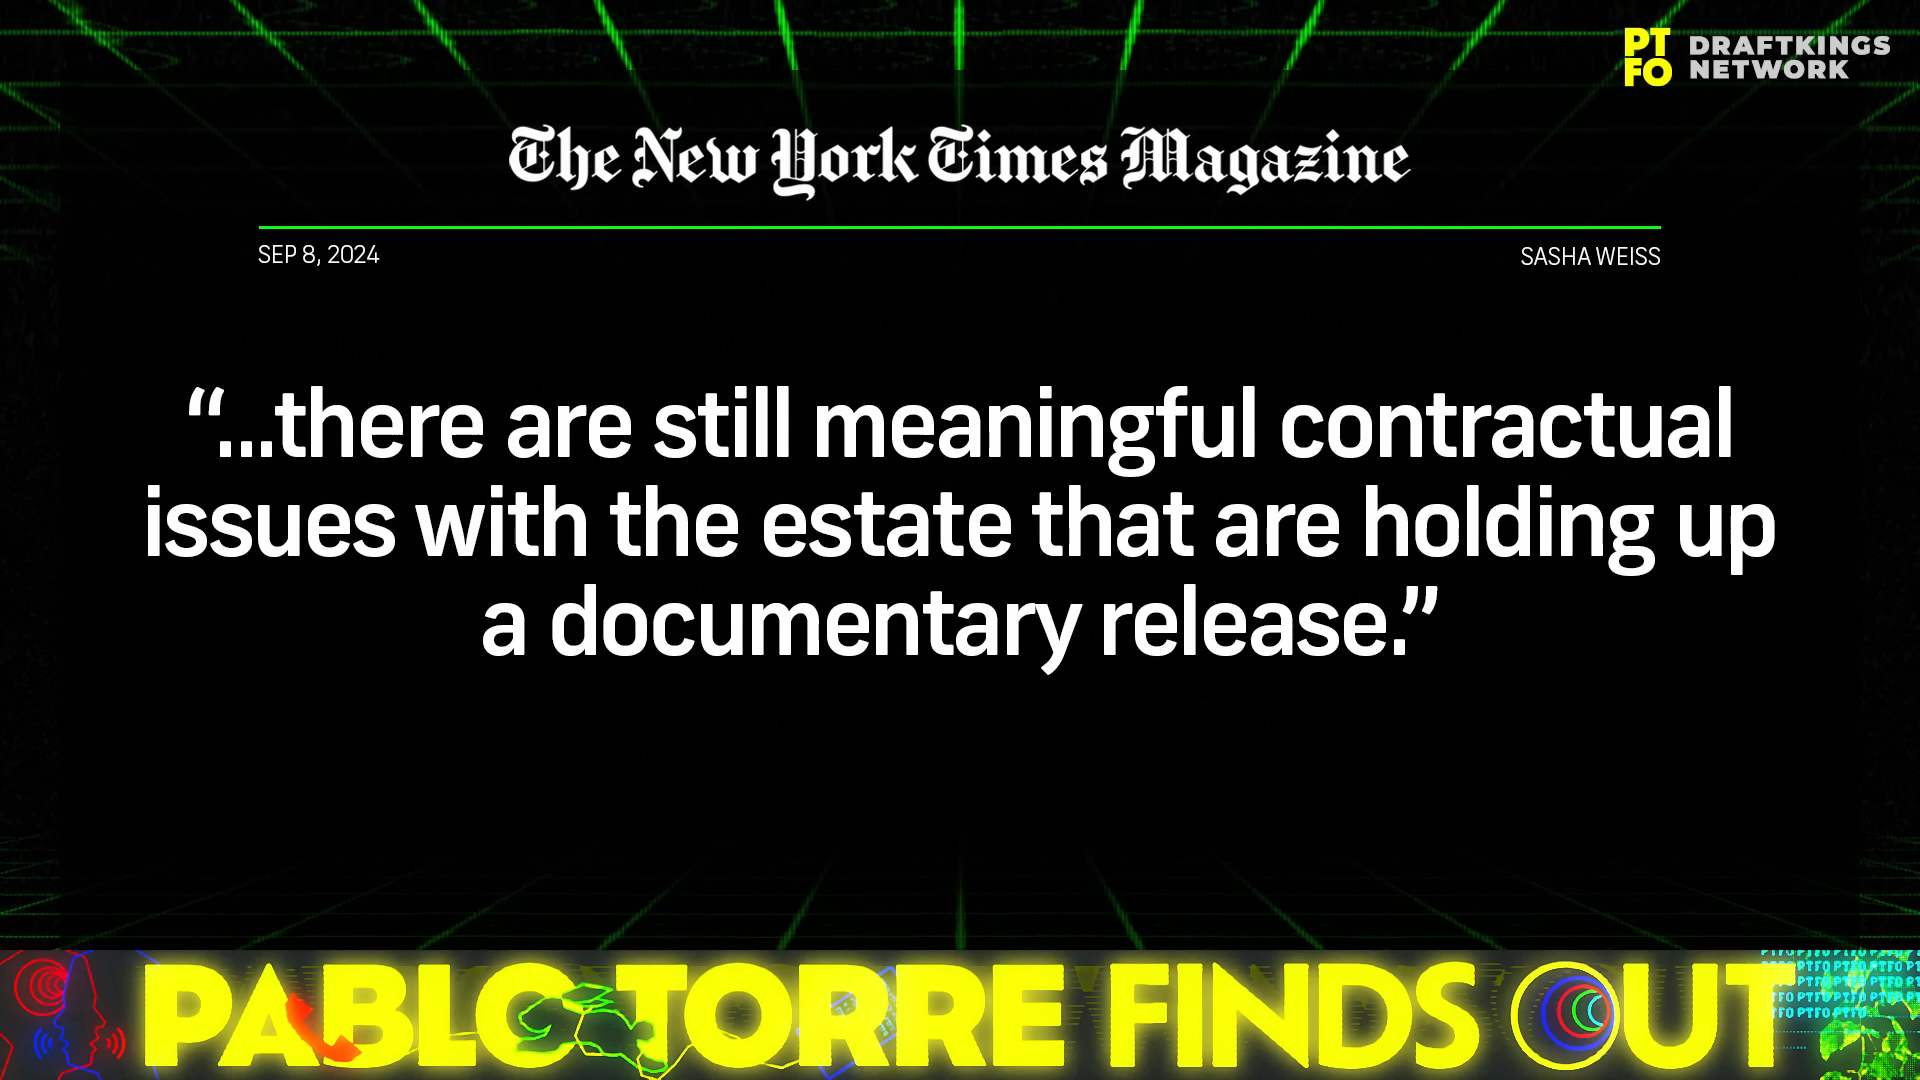 PT
FO
DRAFTKINGS
NETWORK
The New York Times Magazine
SEP 8, 2024
SASHA WEISS
“...there are still meaningful contractual
issues with the estate that are holding up
a documentary release.”
PABLO TORRE FINDS OUT